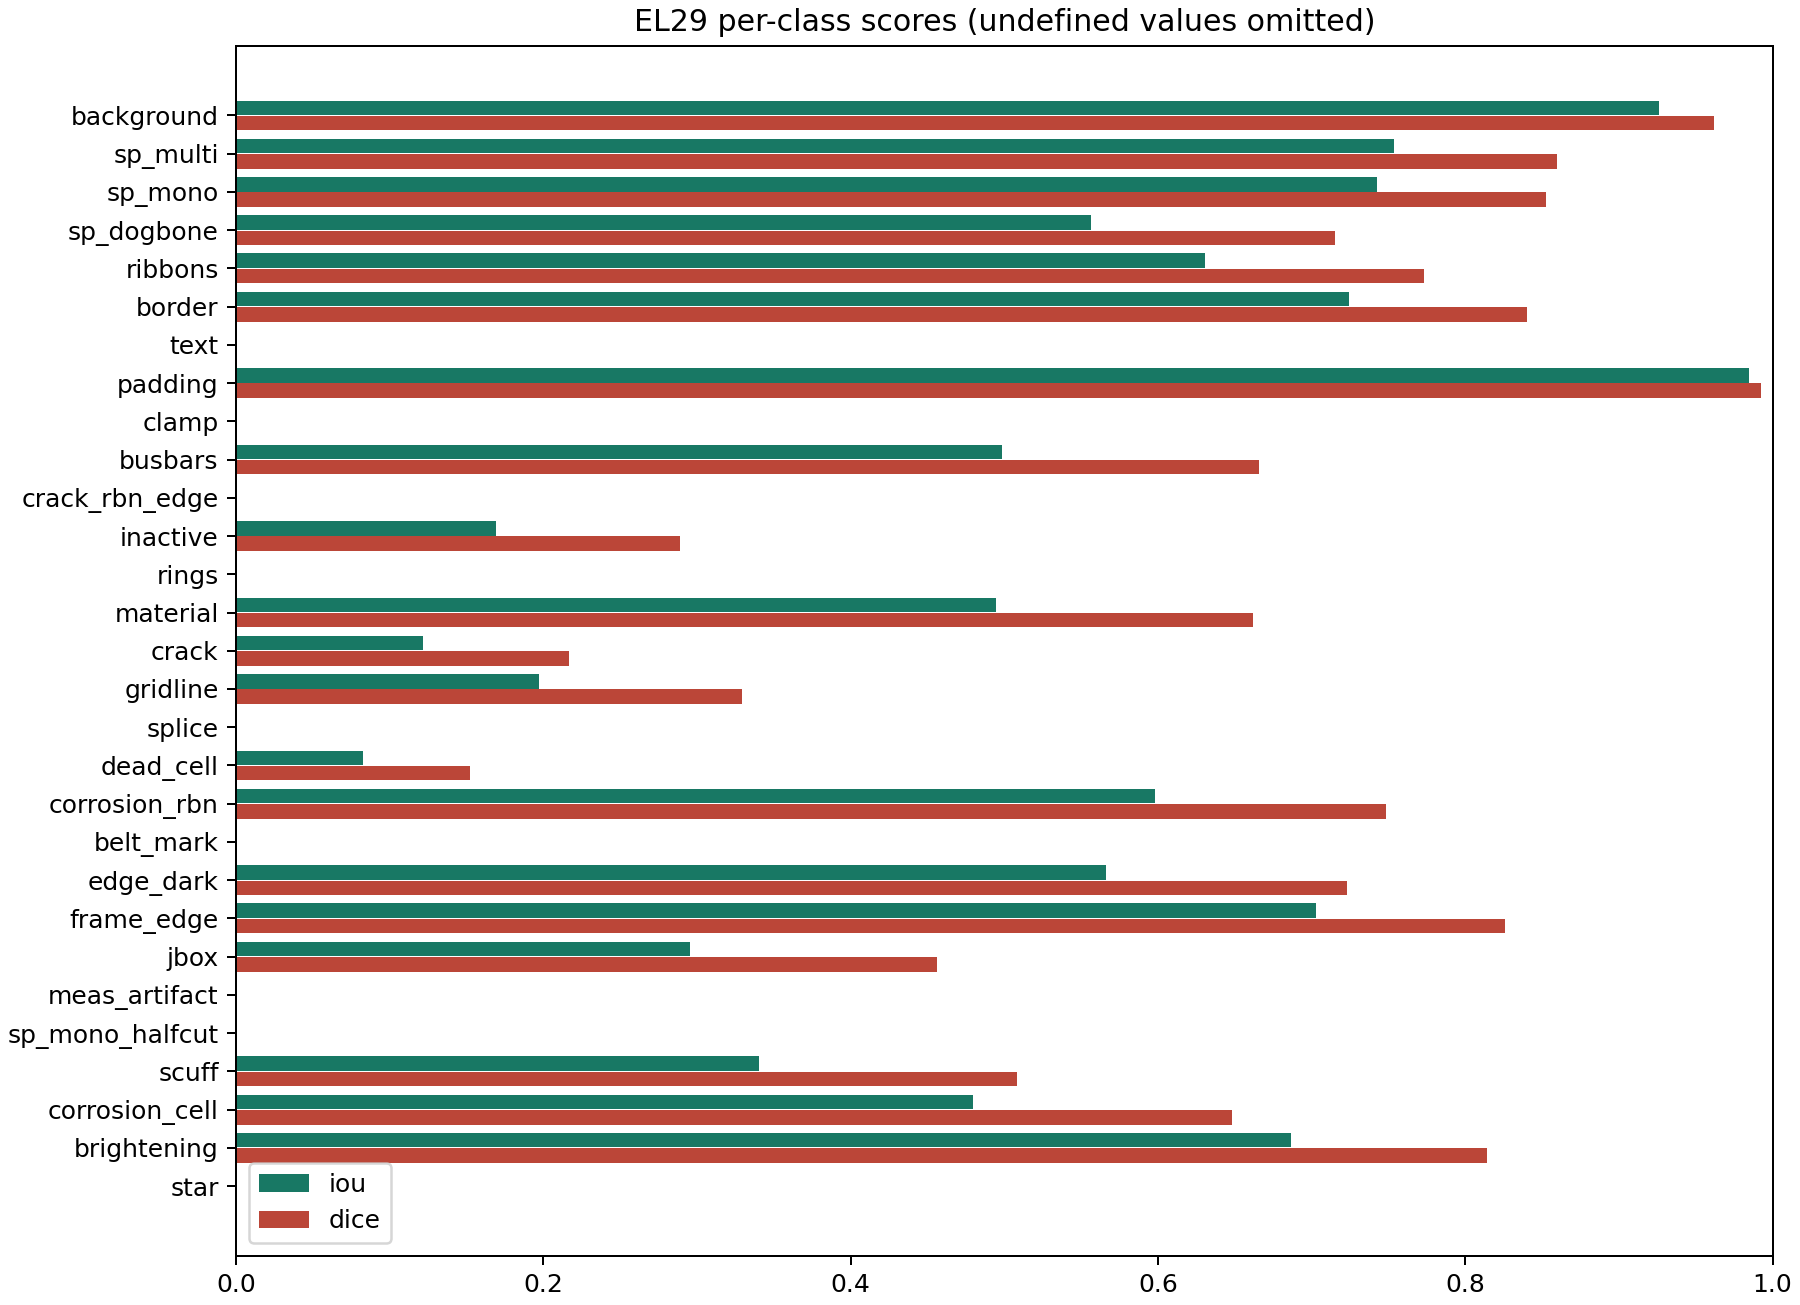 EL29 per-class scores (undefined values omitted)
background
sp_multi
sp_mono
sp_dogbone
ribbons
border
text
padding
clamp
busbars
crack_rbn_edge
inactive
rings
material
crack
gridline
splice
dead_cell
corrosion_rbn
belt_mark
edge_dark
frame_edge
jbox
meas_artifact
sp_mono_halfcut
scuff
corrosion_cell
brightening
star
iou
dice
0.0 0.2 0.4 0.6 0.8 1.0